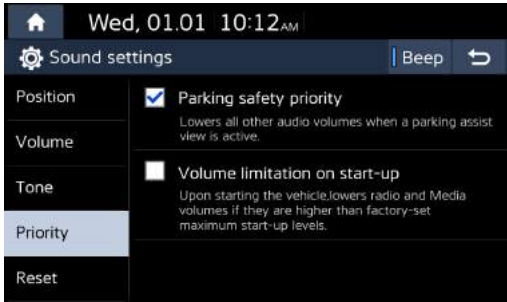 Wed, 01.01 10:12AM
Sound settings
Beep
Position
Volume
Tone
Priority
Reset
Parking safety priority
Lowers all other audio volumes when a parking assist
view is active.
Volume limitation on start-up
Upon starting the vehicle,lowers radio and Media
volumes if they are higher than factory-set
maximum start-up levels.